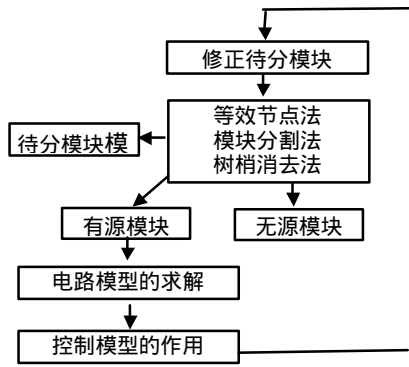 修正待分模块
等效节点法
模块分割法
树梢消去法
待分模块模
有源模块
无源模块
电路模型的求解
控制模型的作用